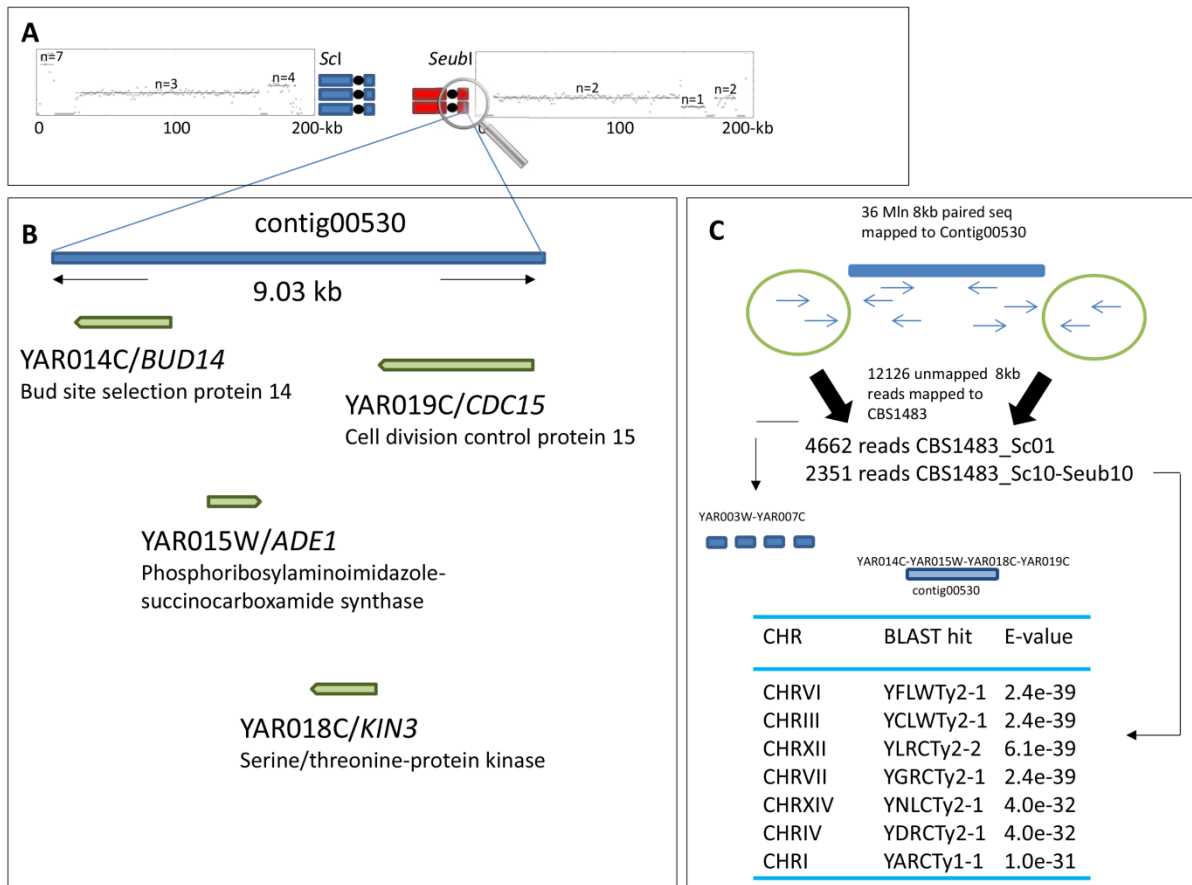 A
n=7
n=3
n=4
0
100
200-kb
ScI
SeubI
n=2
n=1
n=2
0
100
200-kb
B
contig00530
9.03 kb
YAR014C/BUD14
Bud site selection protein 14
YAR019C/CDC15
Cell division control protein 15
YAR015W/ADE1
Phosphoribosylaminoimidazole-
succinocarboxamide synthase
YAR018C/KIN3
Serine/threonine-protein kinase
C
36 Mln 8kb paired seq
mapped to Contig00530
12126 unmapped 8kb
reads mapped to
CBS1483
4662 reads CBS1483_Sc01
2351 reads CBS1483_Sc10-Seub10
YAR003W-YAR007C
YAR014C-YAR015W-YAR018C-YAR019C
contig00530
CHR BLAST hit E-value
CHRVI YFLWTy2-1 2.4e-39
CHRIII YCLWTy2-1 2.4e-39
CHRXII YLRCTy2-2 6.1e-39
CHRVII YGRCTy2-1 2.4e-39
CHRXIV YNLCTy2-1 4.0e-32
CHRIV YDRCTy2-1 4.0e-32
CHRI YARCTy1-1 1.0e-31